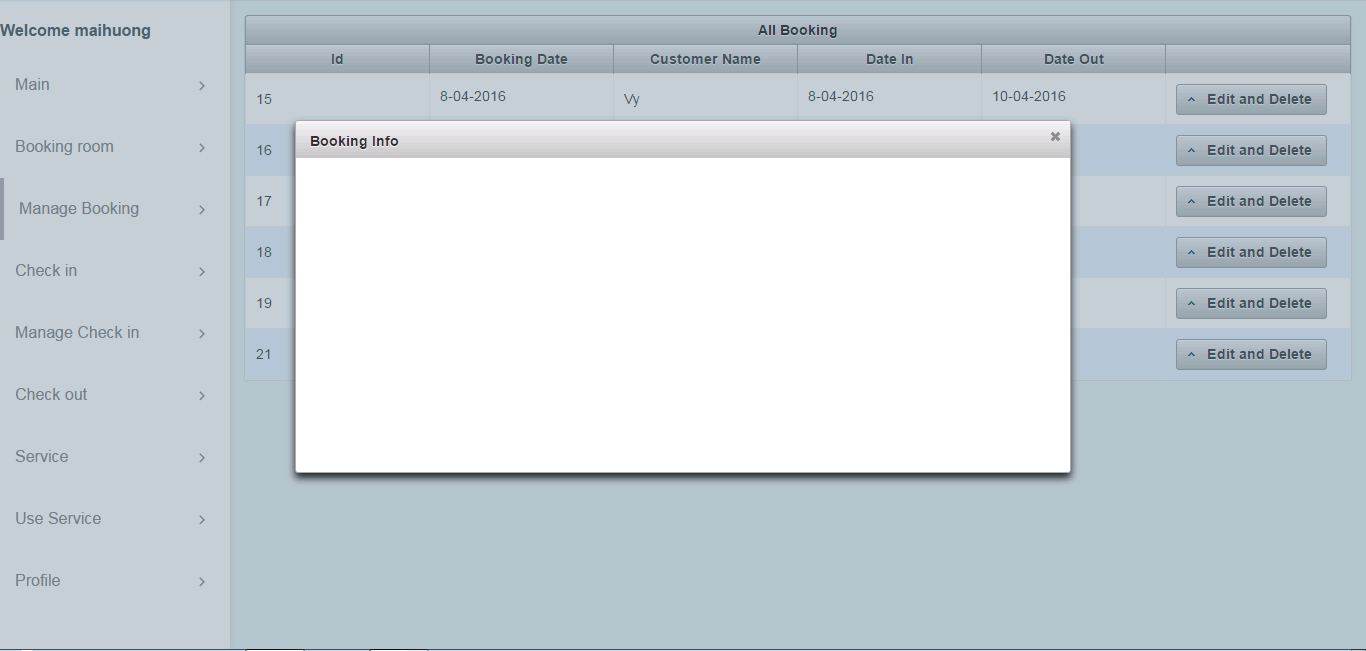 Welcome maihuong
Main
Booking room
Manage Booking
Check in
Manage Check in
Check out
Service
Use Service
Profile
All Booking
Id Booking Date Customer Name Date In Date Out
15 8-04-2016 Vy 8-04-2016 10-04-2016 Edit and Delete
16 Edit and Delete
17 Edit and Delete
18 Edit and Delete
19 Edit and Delete
21 Edit and Delete
Booking Info